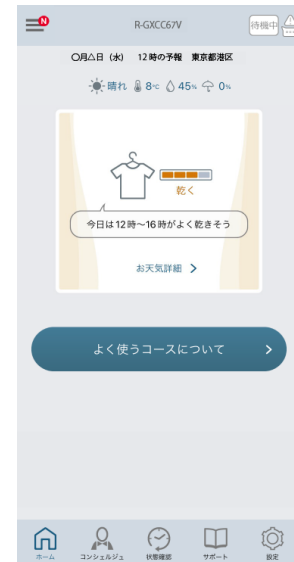 N
R-GXCC67V
待機中
〇月△日（水） 12時の予報 東京都港区
晴れ 8℃ 45% 0%
乾く
今日は12時〜16時がよく乾きそう
お天気詳細
よく使うコースについて
ホーム コンシェルジュ 状態確認 サポート 設定